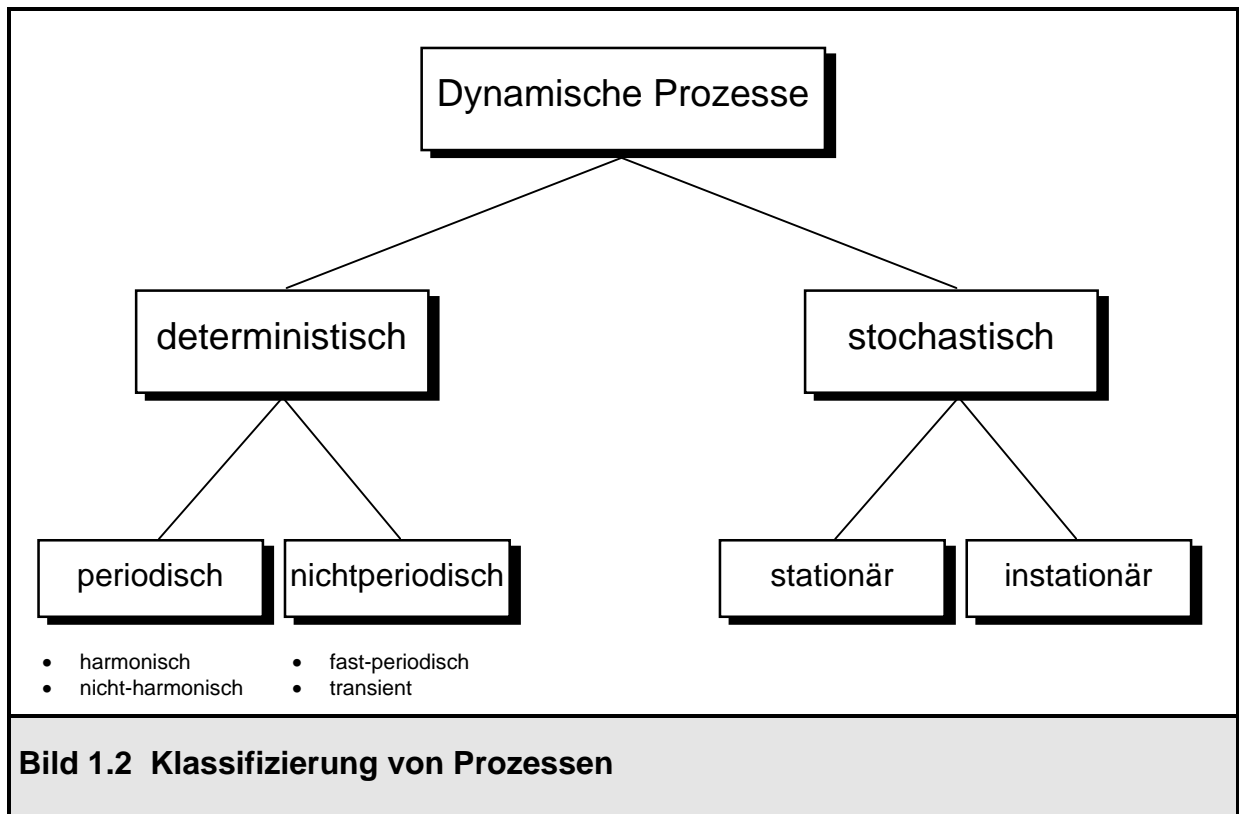 Dynamische Prozesse
deterministisch
stochastisch
periodisch
nichtperiodisch
stationär
instationär
• harmonisch
• nicht-harmonisch
• fast-periodisch
• transient
Bild 1.2 Klassifizierung von Prozessen